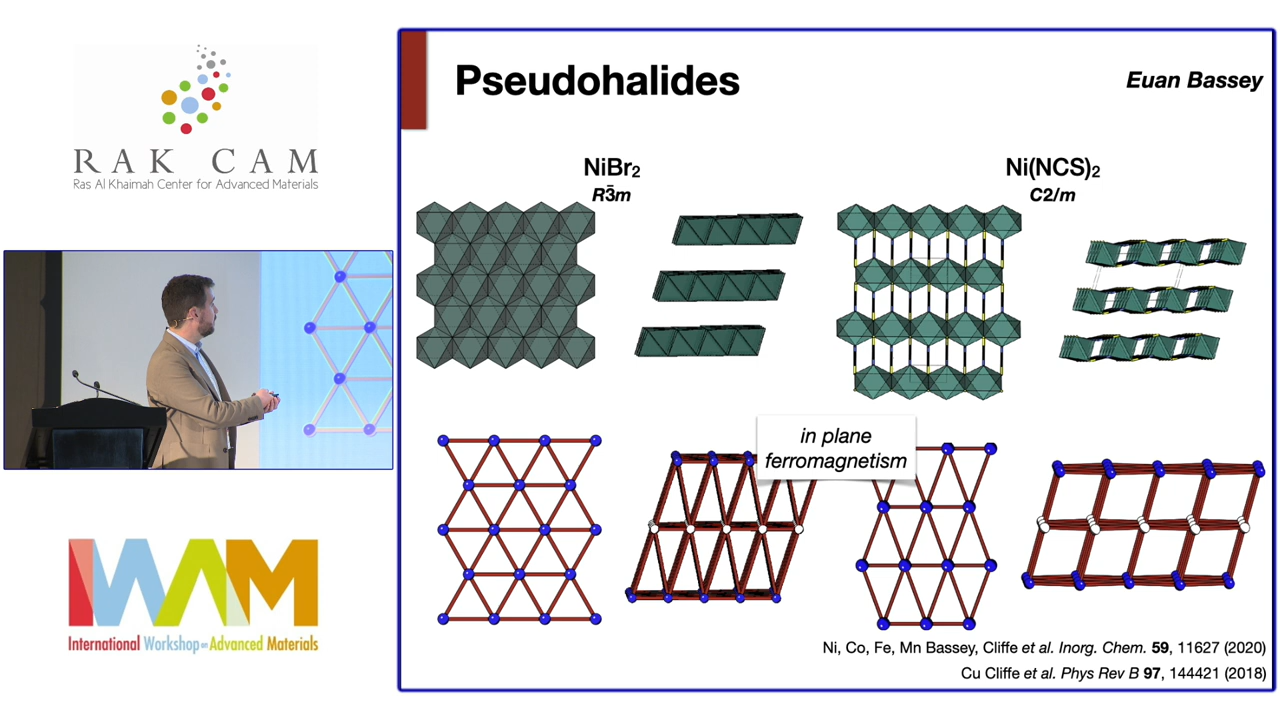 RAK CAM
Ras Al Khaimah Center for Advanced Materials
IWAM
International Workshop on Advanced Materials
Pseudohalides
Euan Bassey
NiBr2
R3̄m
Ni(NCS)2
C2/m
in plane
ferromagnetism
Ni, Co, Fe, Mn Bassey, Cliffe et al. Inorg. Chem. 59, 11627 (2020)
Cu Cliffe et al. Phys Rev B 97, 144421 (2018)